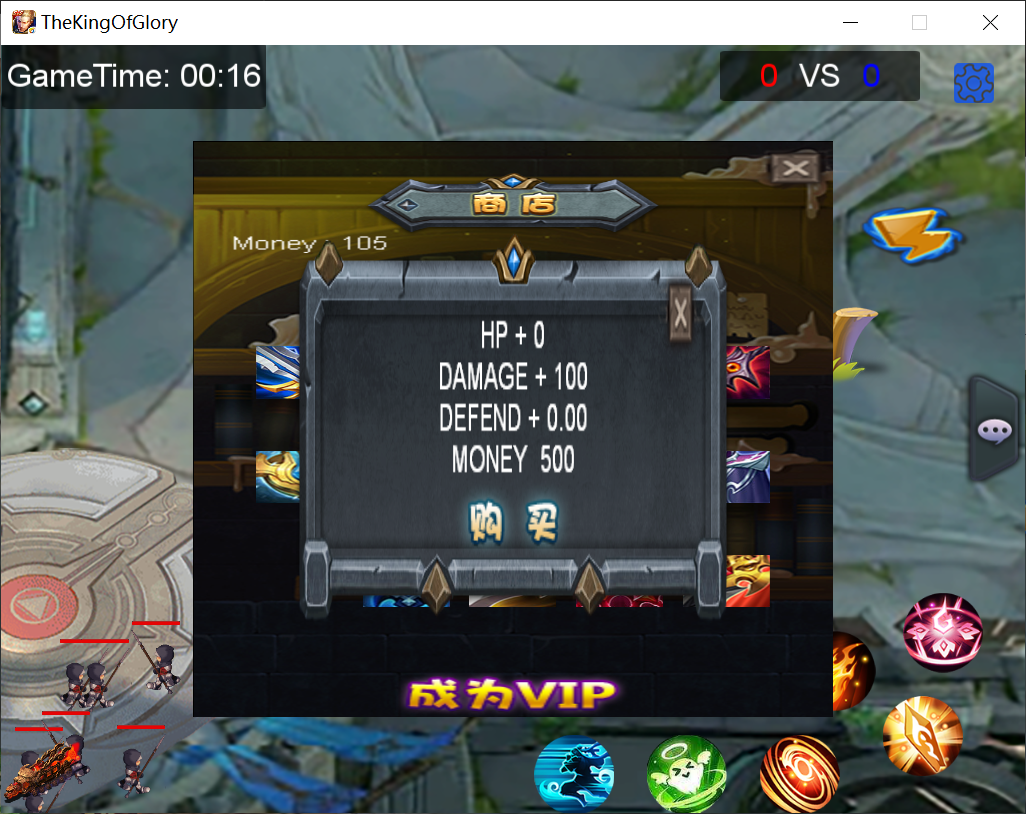 TheKingOfGlory
GameTime: 00:16
0 VS 0
商店
Money : 105
HP + 0
DAMAGE + 100
DEFEND + 0.00
MONEY 500
购 买
成为VIP